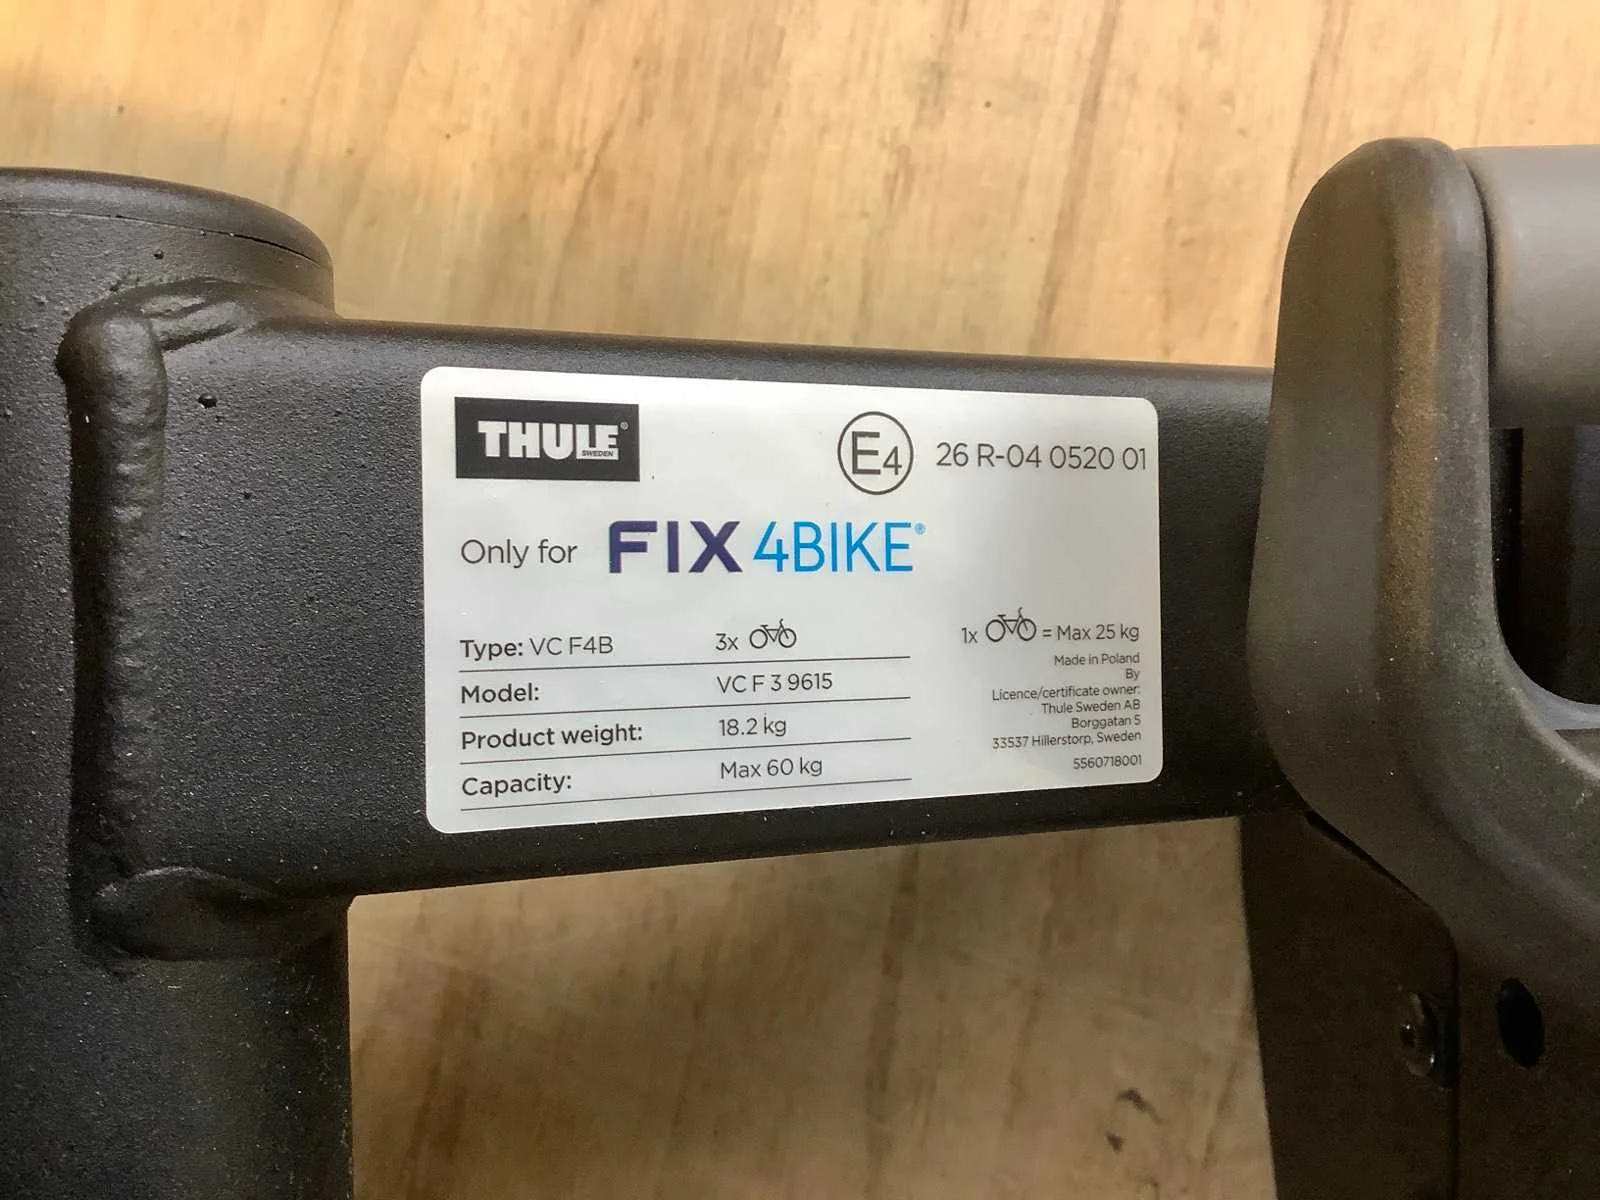 THULE®
SWEDEN
E4 26 R-04 0520 01
Only for FIX4BIKE®
Type: VC F4B 3x
Model: VC F 3 9615
Product weight: 18.2 kg
Capacity: Max 60 kg
1x = Max 25 kg
Made in Poland
By
Licence/certificate owner:
Thule Sweden AB
Borggatan 5
33537 Hillerstorp, Sweden
5560718001